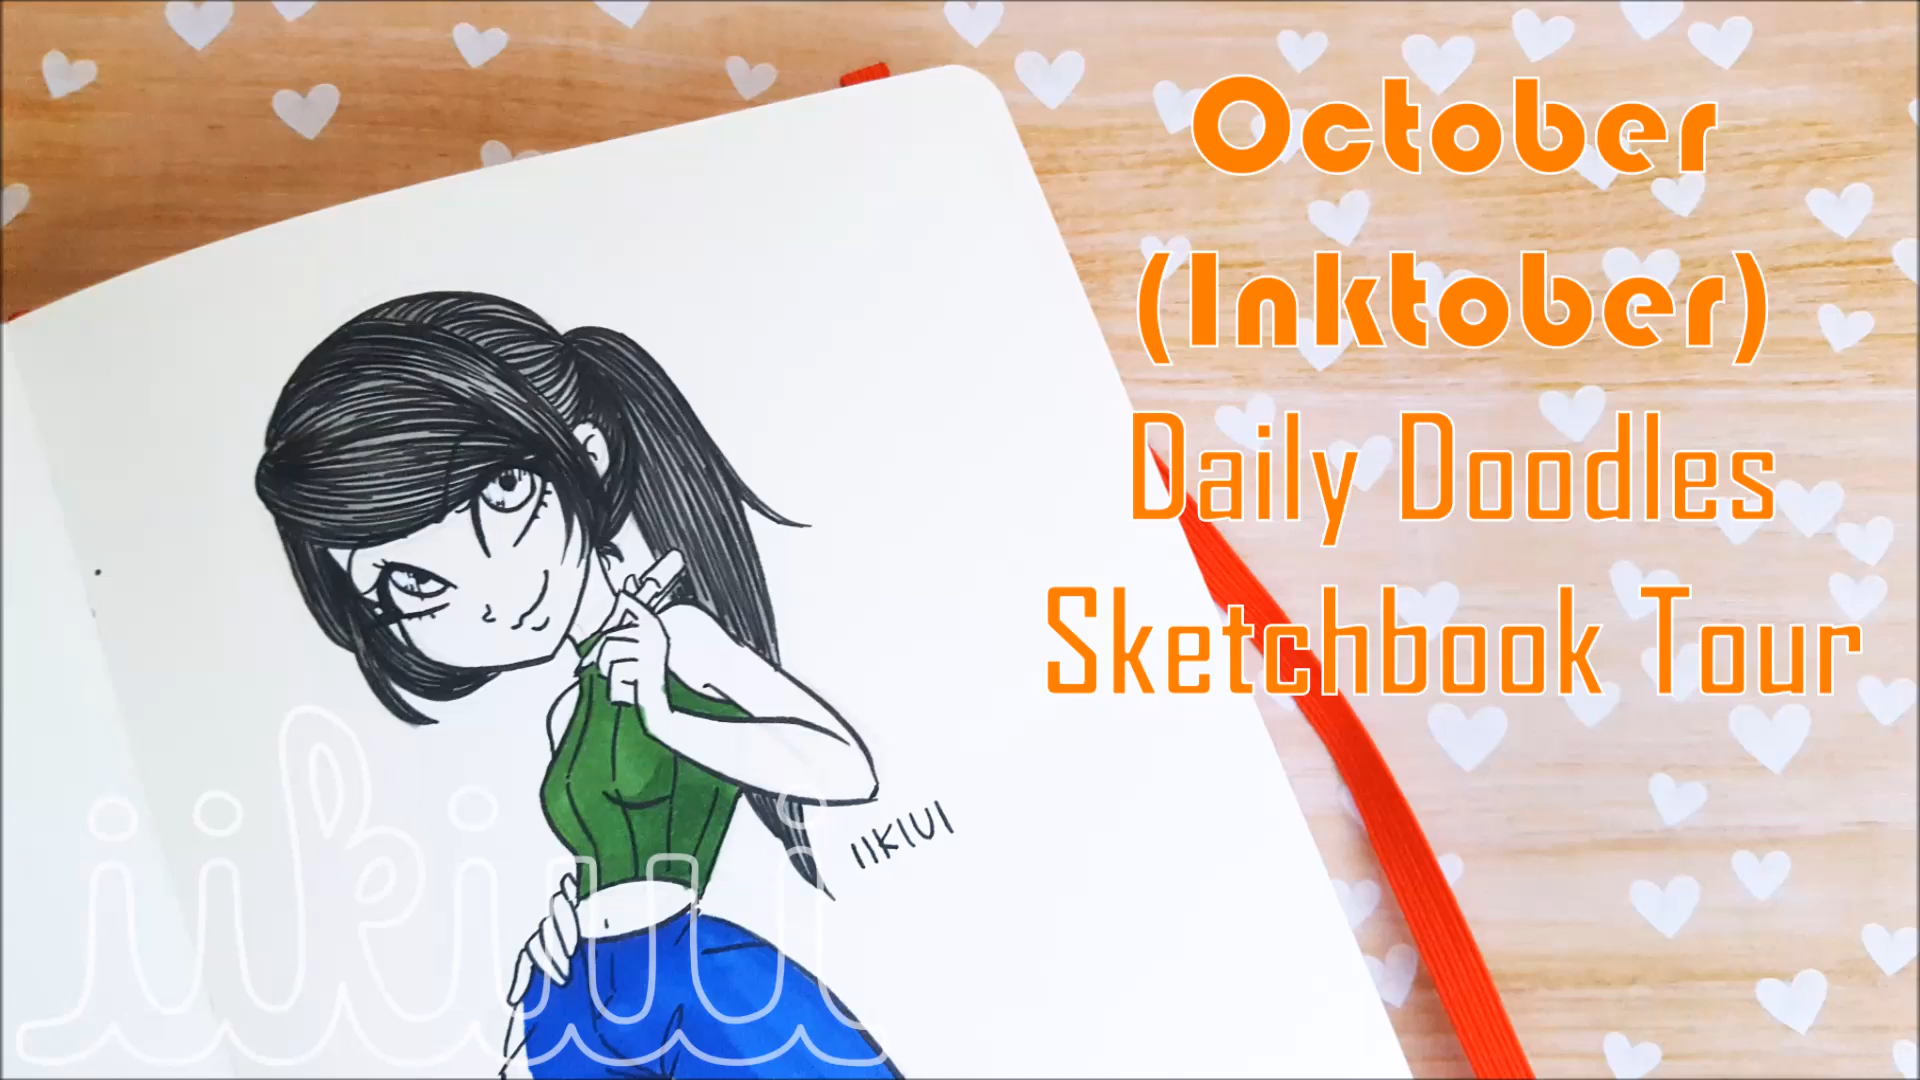 October
(Inktober)
Daily Doodles
Sketchbook Tour
IIKIUI
iikiui